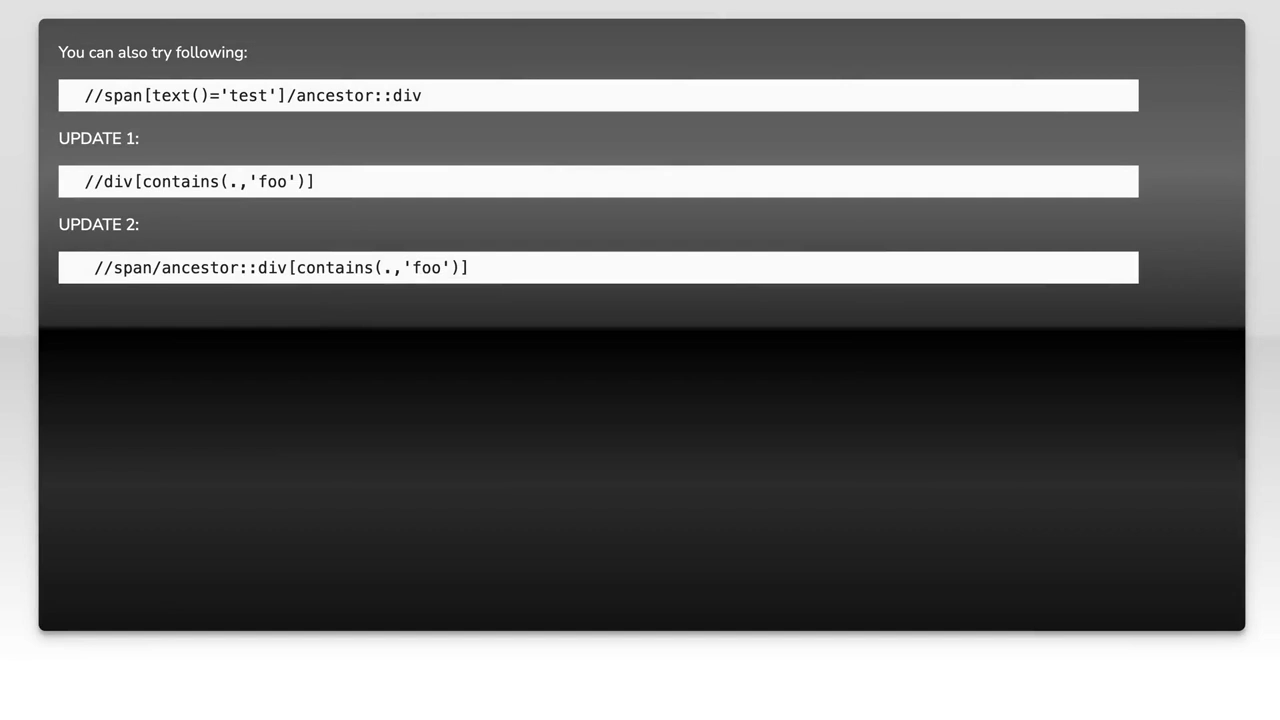 You can also try following:
//span[text()='test']/ancestor::div
UPDATE 1:
//div[contains(.,'foo')]
UPDATE 2:
//span/ancestor::div[contains(.,'foo')]